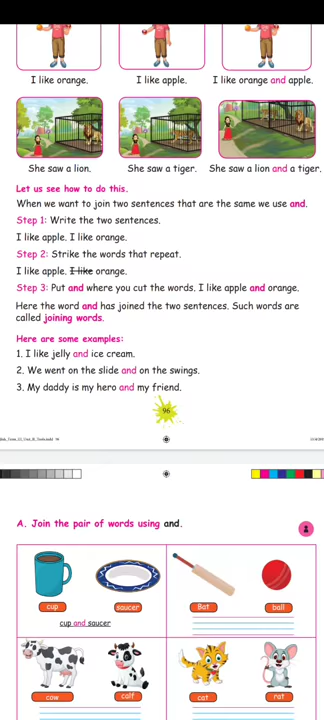 I like orange.
I like apple.
I like orange and apple.
She saw a lion.
She saw a tiger.
She saw a lion and a tiger.
Let us see how to do this.
When we want to join two sentences that are the same we use and.
Step 1: Write the two sentences.
I like apple. I like orange.
Step 2: Strike the words that repeat.
I like apple. I like orange.
Step 3: Put and where you cut the words. I like apple and orange.
Here the word and has joined the two sentences. Such words are
called joining words.
Here are some examples:
1. I like jelly and ice cream.
2. We went on the slide and on the swings.
3. My daddy is my hero and my friend.
96
A. Join the pair of words using and.
cup
saucer
Bat
ball
cup and saucer
cow
calf
cat
rat